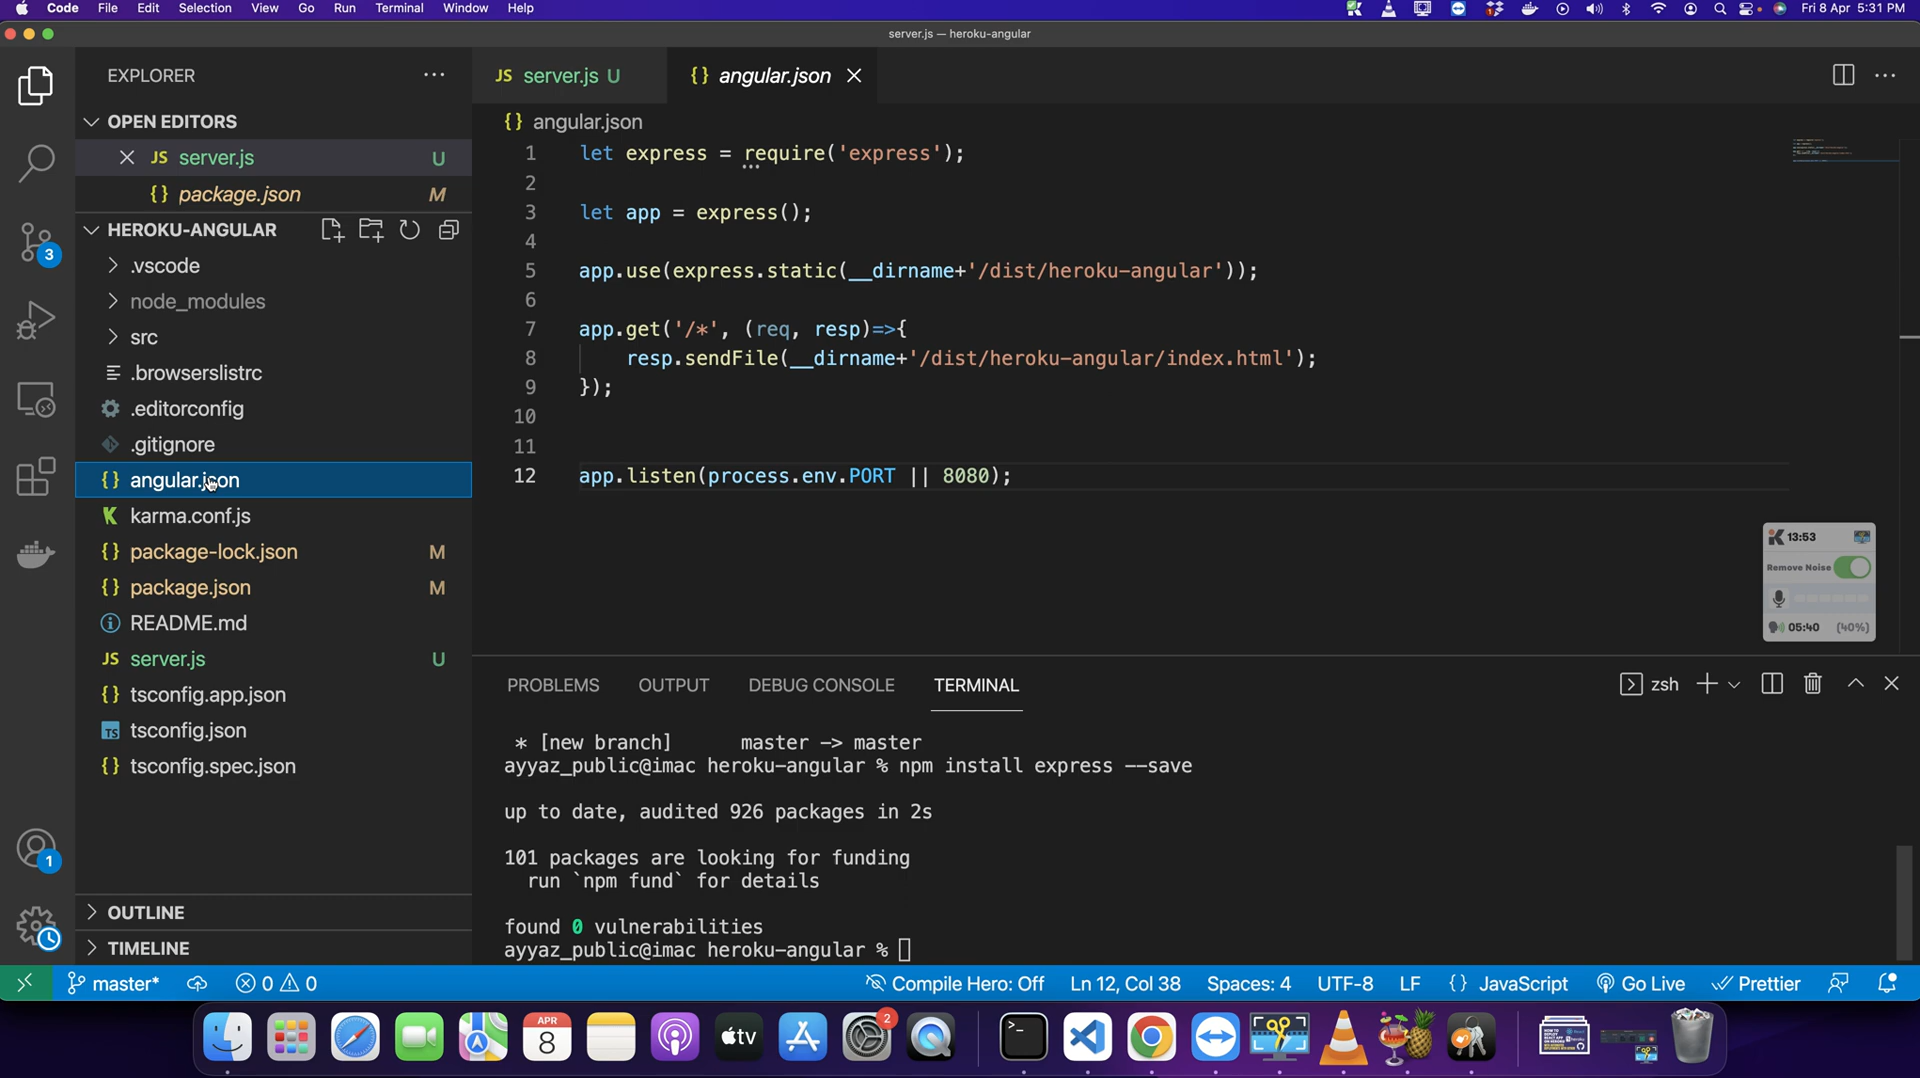 Code File Edit Selection View Go Run Terminal Window Help
Fri 8 Apr 5:31 PM
server.js — heroku-angular
EXPLORER
OPEN EDITORS
JS server.js U
{} package.json M
HEROKU-ANGULAR
.vscode
node_modules
src
.browserslistrc
.editorconfig
.gitignore
{} angular.json
karma.conf.js
{} package-lock.json M
{} package.json M
README.md
JS server.js U
{} tsconfig.app.json
TS tsconfig.json
{} tsconfig.spec.json
OUTLINE
TIMELINE
3
1
JS server.js U
{} angular.json
{} angular.json
1 let express = require('express');
2
3 let app = express();
4
5 app.use(express.static(__dirname+'/dist/heroku-angular'));
6
7 app.get('/*', (req, resp)=>{
8 resp.sendFile(__dirname+'/dist/heroku-angular/index.html');
9 });
10
11
12 app.listen(process.env.PORT || 8080);
13:53
Remove Noise
05:40 (40%)
PROBLEMS OUTPUT DEBUG CONSOLE TERMINAL
zsh
* [new branch] master -> master
ayyaz_public@imac heroku-angular % npm install express --save
up to date, audited 926 packages in 2s
101 packages are looking for funding
run `npm fund` for details
found 0 vulnerabilities
ayyaz_public@imac heroku-angular %
master* 0 0 Compile Hero: Off Ln 12, Col 38 Spaces: 4 UTF-8 LF {} JavaScript Go Live Prettier
APR
8
tv
2